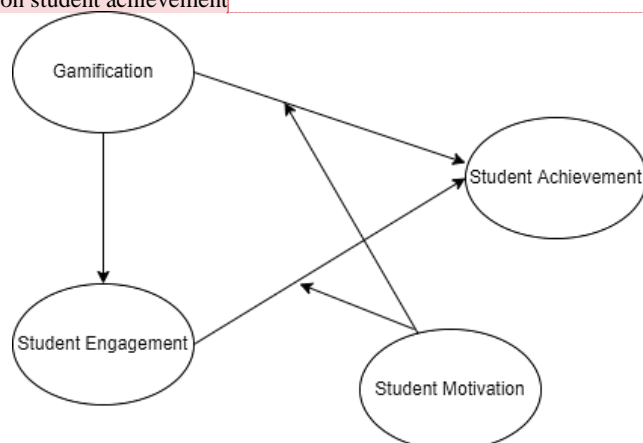 on student achievement
Gamification
Student Achievement
Student Engagement
Student Motivation